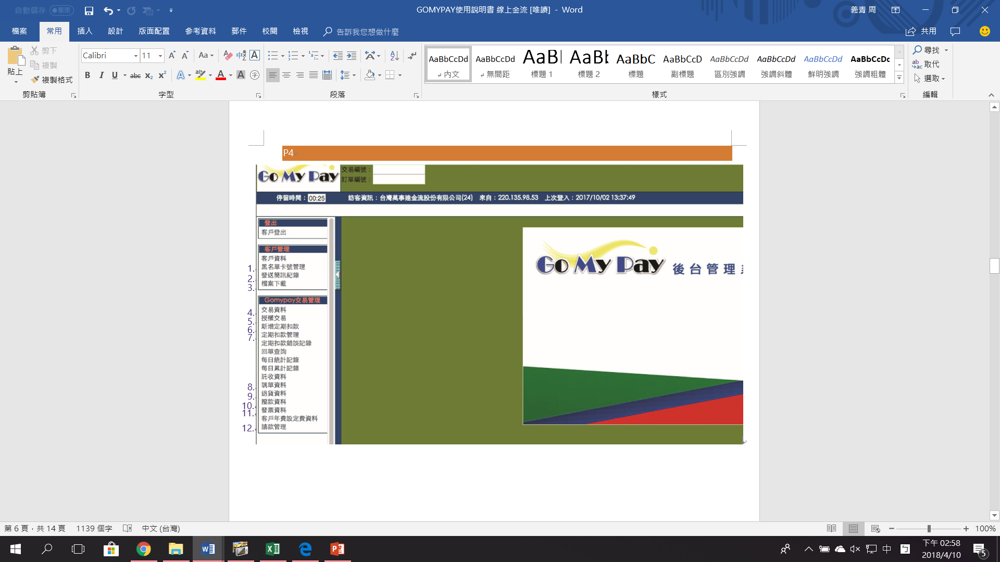 自動儲存 關閉
GOMYPAY使用說明書 線上金流 [唯讀] - Word
義青 周
檔案 常用 插入 設計 版面配置 參考資料 郵件 校閱 檢視 告訴我您想做什麼
共用
貼上
剪下
複製
複製格式
剪貼簿
Calibri 11
字型
段落
AaBbCcDd AaBbCcDd AaBl AaBl AaBbC AaBbCcD AaBbCcDd AaBbCcDd AaBbCcDd AaBbCcDc
內文 無間距 標題 1 標題 2 標題 副標題 區別強調 強調斜體 鮮明強調 強調粗體
樣式
尋找
取代
選取
編輯
P4
Go My Pay
交易編號：
訂單編號：
停留時間：00:25 訪客資訊：台灣萬事達金流股份有限公司(24) 來自：220.135.98.53 上次登入：2017/10/02 13:37:49
登出
客戶登出
客戶管理
客戶資料
1. 黑名單卡號管理
2. 發送簡訊紀錄
3. 檔案下載
Gomypay交易管理
4. 交易資料
5. 授權交易
6. 新增定期扣款
7. 定期扣款管理
定期扣款錯誤記錄
回單查詢
每日統計記錄
每日累計記錄
託收資料
8. 調單資料
9. 退貨資料
10. 撥款資料
11. 發票資料
客戶年費設定費資料
12. 請款管理
Go My Pay 後台管理
第 6 頁，共 14 頁 1139 個字 中文 (台灣)
100%
中
下午 02:58
2018/4/10
5